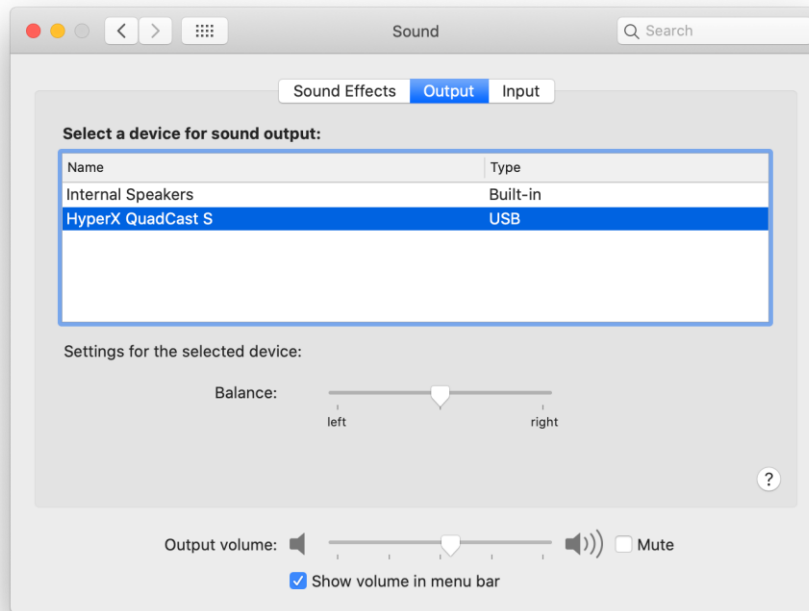 Sound
Search
Sound Effects Output Input
Select a device for sound output:
Name Type
Internal Speakers Built-in
HyperX QuadCast S USB
Settings for the selected device:
Balance:
left right
?
Output volume: Mute
Show volume in menu bar